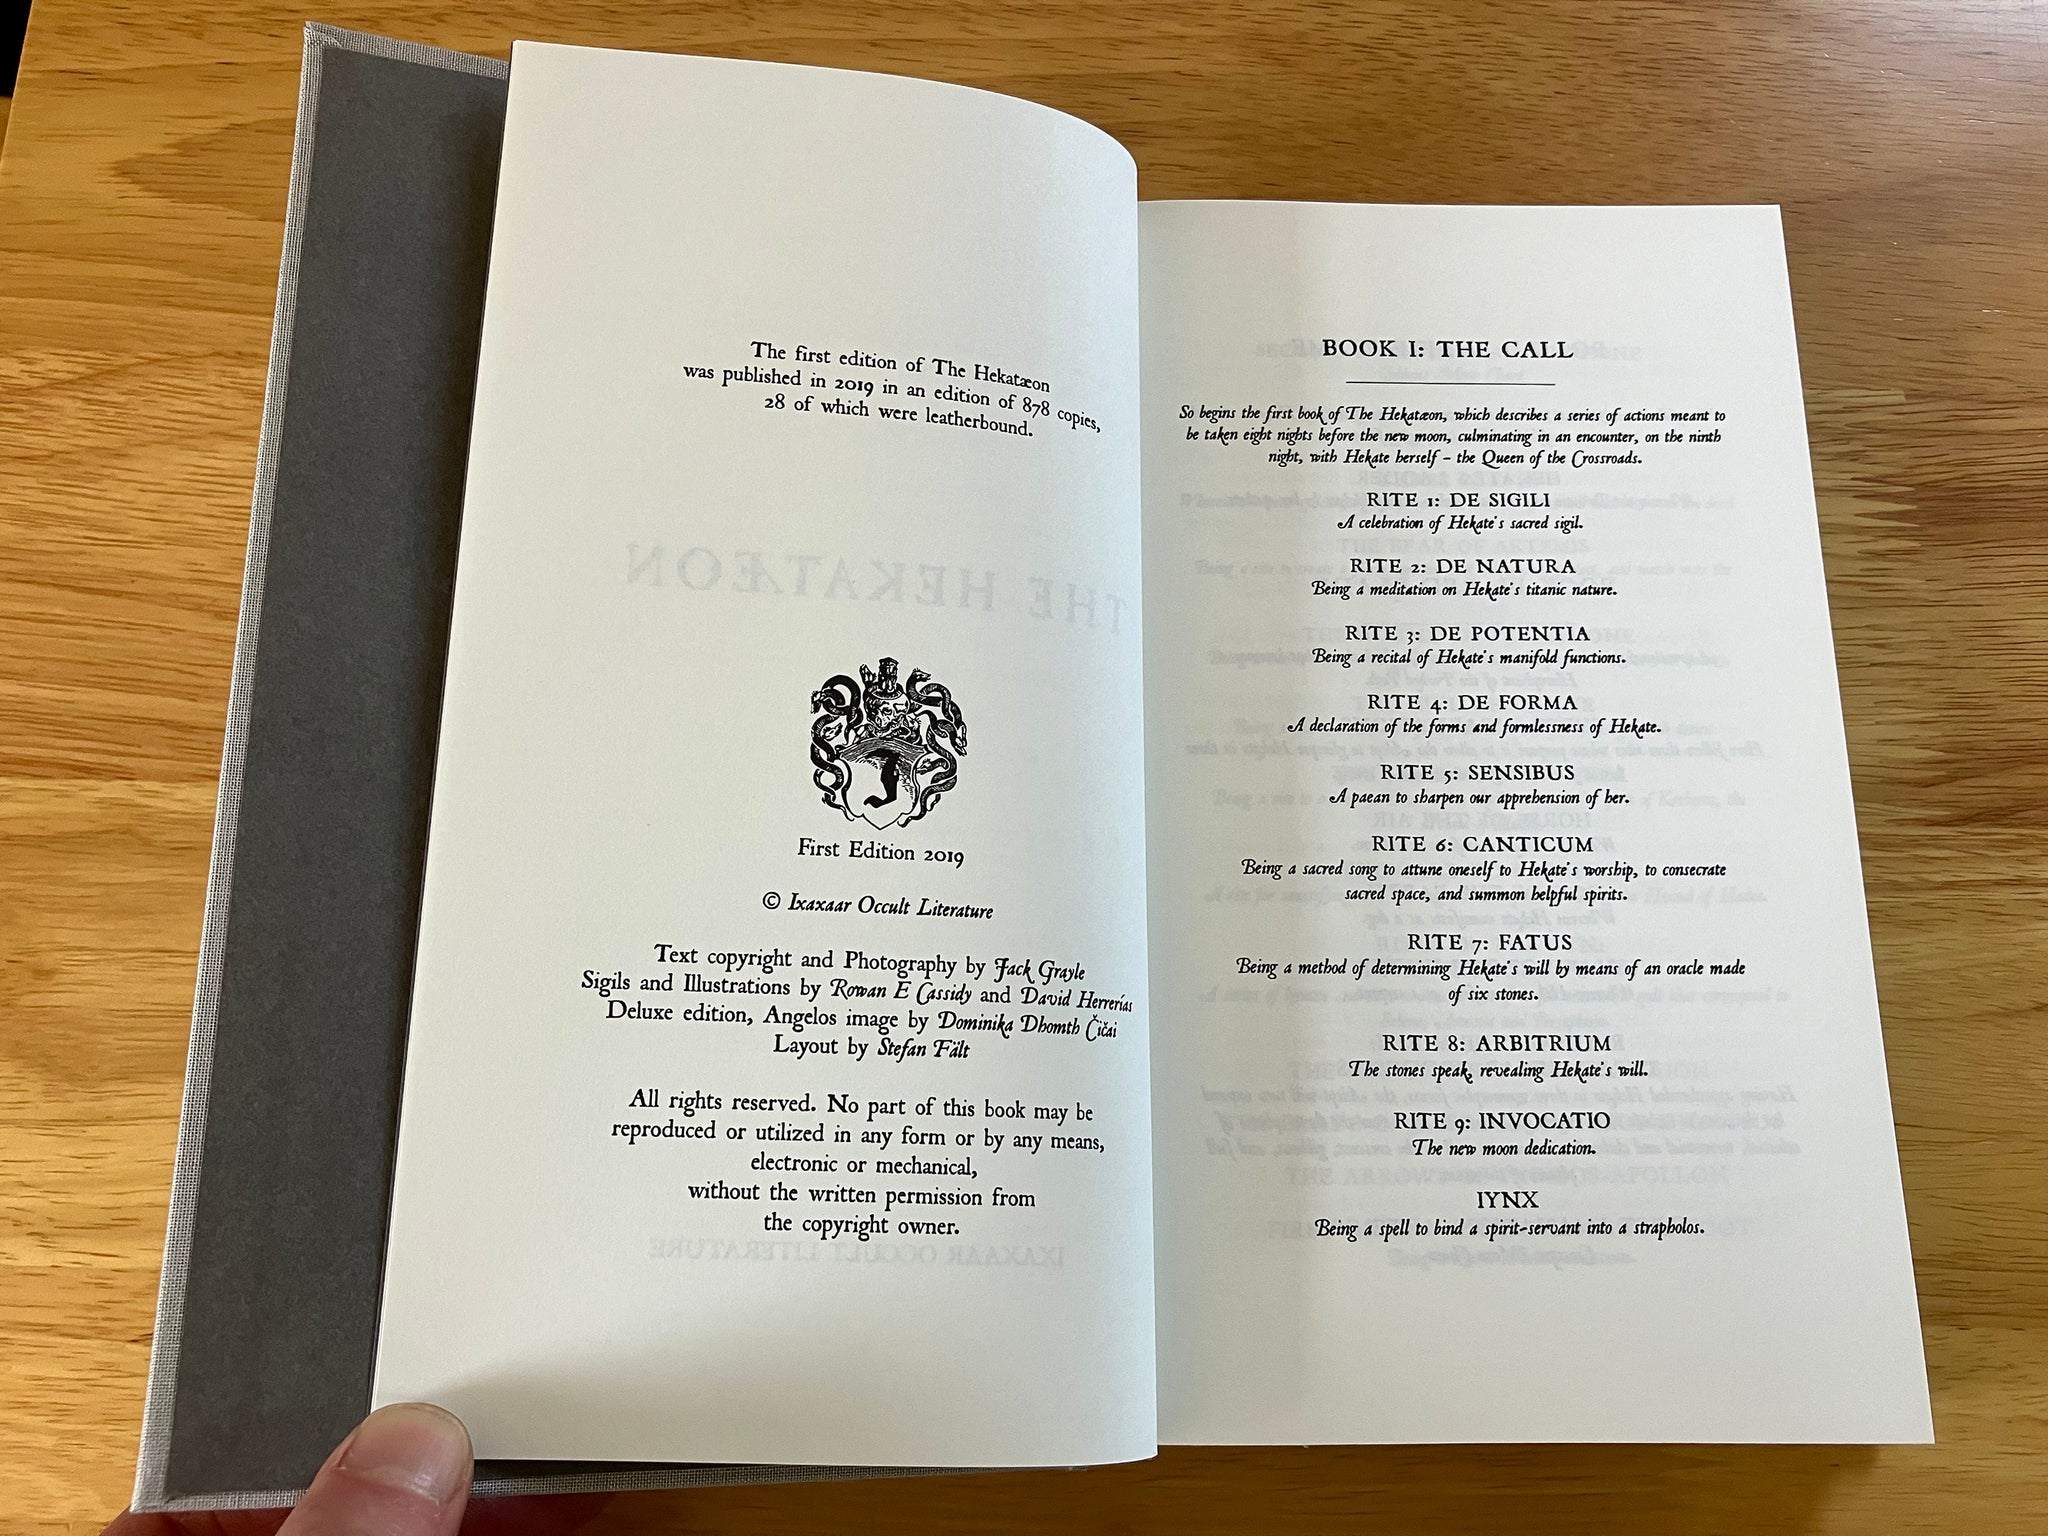 The first edition of The Hekatæon
was published in 2019 in an edition of 878 copies,
28 of which were leatherbound.
THE HEKATÆON
First Edition 2019
© Ixaxaar Occult Literature
Text copyright and Photography by Jack Grayle
Sigils and Illustrations by Rowan E Cassidy and David Herrerías
Deluxe edition, Angelos image by Dominika Dhomth Čičai
Layout by Stefan Fält
All rights reserved. No part of this book may be
reproduced or utilized in any form or by any means,
electronic or mechanical,
without the written permission from
the copyright owner.
IXAXAAR OCCULT LITERATURE
BOOK I: THE CALL
So begins the first book of The Hekatæon, which describes a series of actions meant to
be taken eight nights before the new moon, culminating in an encounter, on the ninth
night, with Hekate herself – the Queen of the Crossroads.
RITE 1: DE SIGILI
A celebration of Hekate's sacred sigil.
RITE 2: DE NATURA
Being a meditation on Hekate's titanic nature.
RITE 3: DE POTENTIA
Being a recital of Hekate's manifold functions.
RITE 4: DE FORMA
A declaration of the forms and formlessness of Hekate.
RITE 5: SENSIBUS
A paean to sharpen our apprehension of her.
RITE 6: CANTICUM
Being a sacred song to attune oneself to Hekate's worship, to consecrate
sacred space, and summon helpful spirits.
RITE 7: FATUS
Being a method of determining Hekate's will by means of an oracle made
of six stones.
RITE 8: ARBITRIUM
The stones speak, revealing Hekate's will.
RITE 9: INVOCATIO
The new moon dedication.
IYNX
Being a spell to bind a spirit-servant into a strapholos.